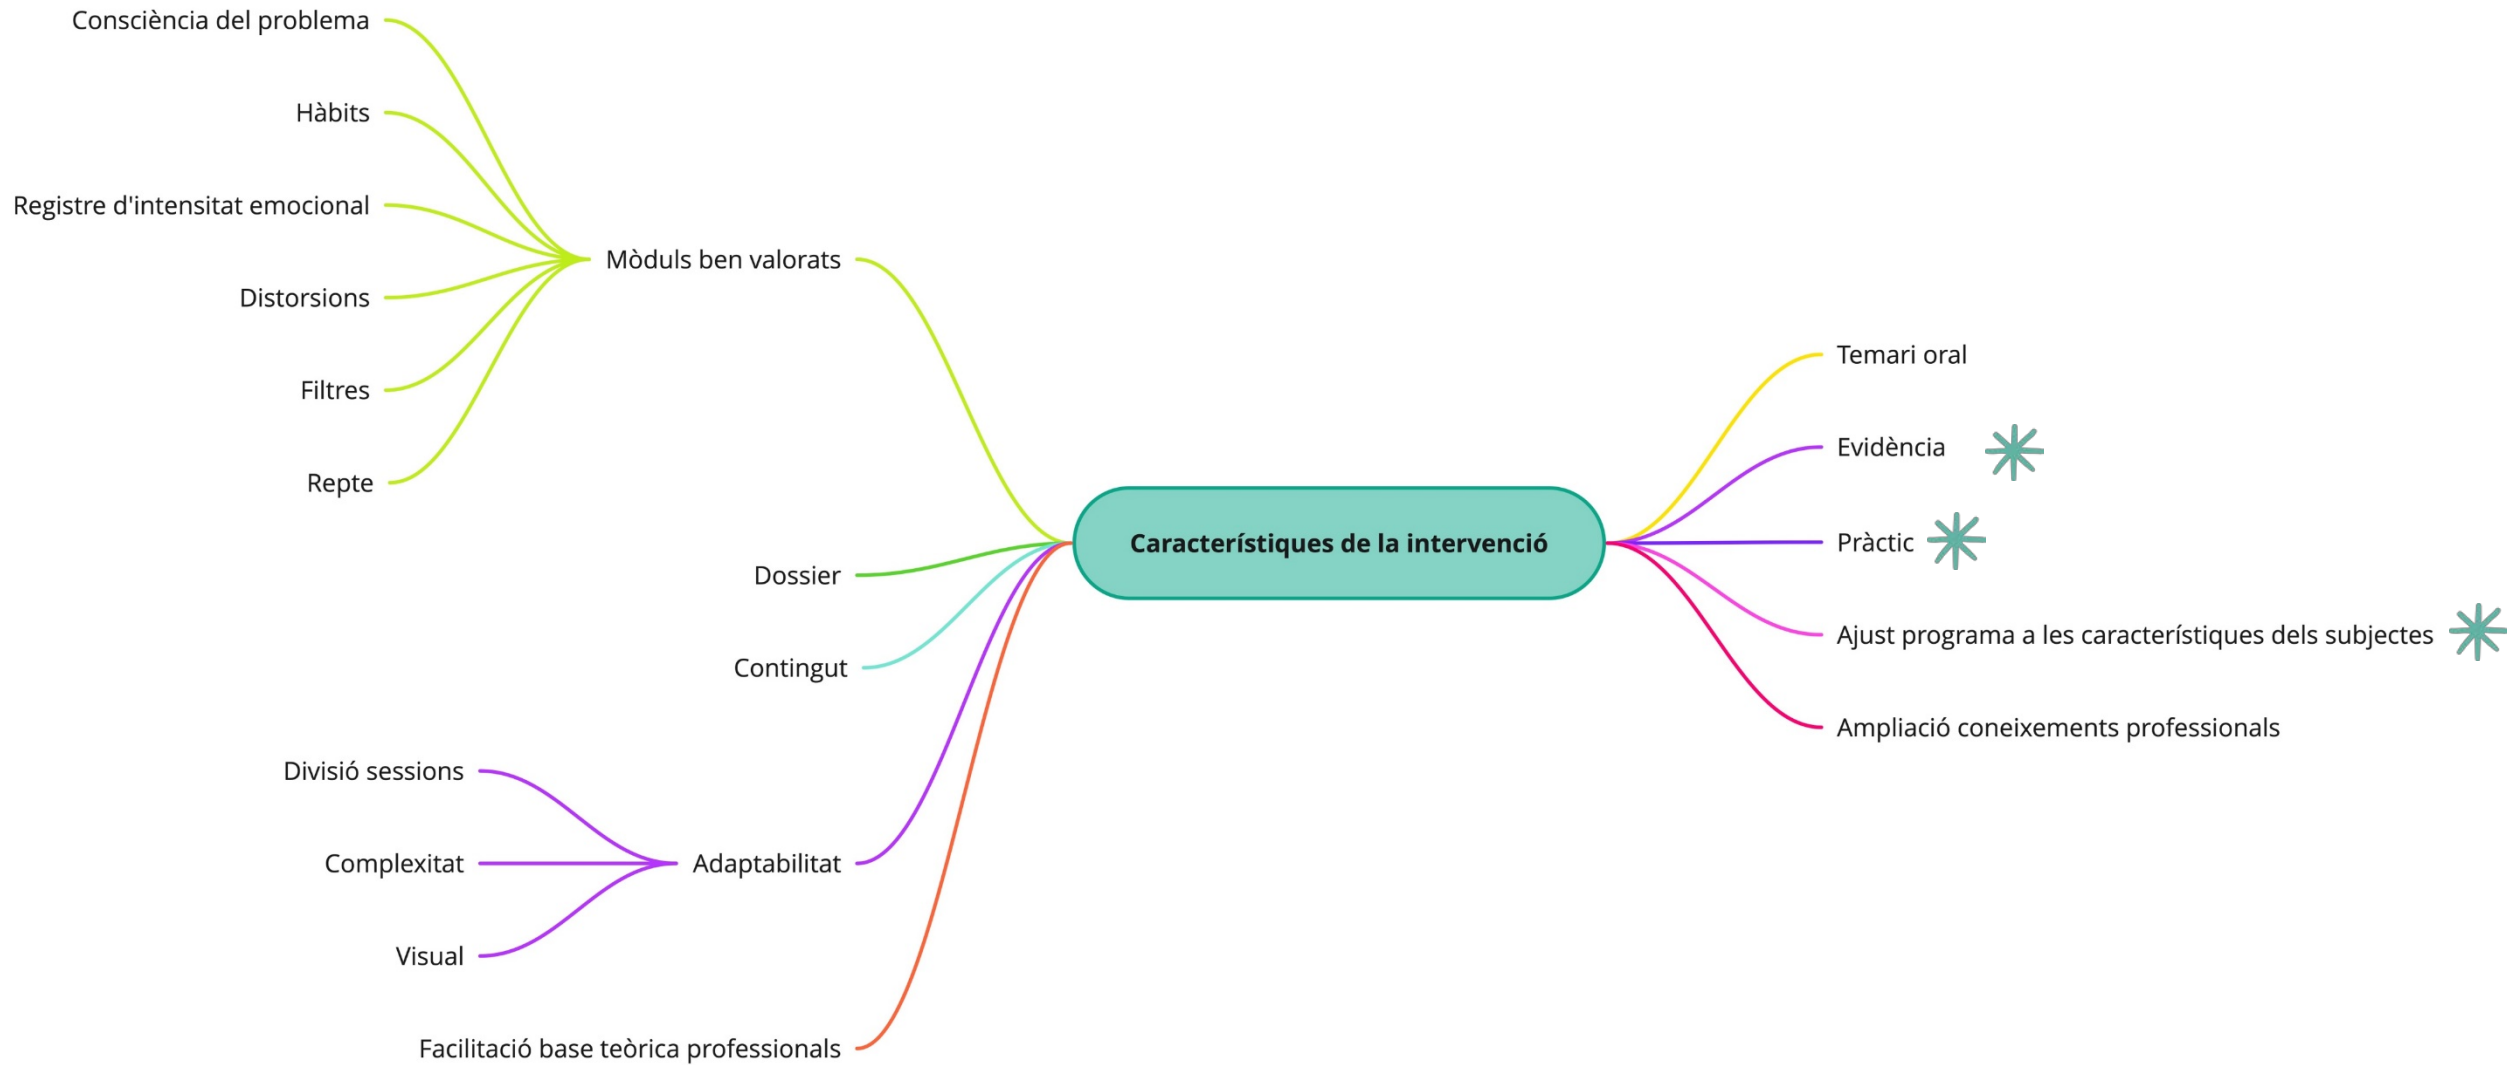 Consciència del problema
Hàbits
Registre d'intensitat emocional
Distorsions
Filtres
Repte
Mòduls ben valorats
Dossier
Contingut
Divisió sessions
Complexitat
Visual
Adaptabilitat
Facilitació base teòrica professionals
Característiques de la intervenció
Temari oral
Evidència
Pràctic
Ajust programa a les característiques dels subjectes
Ampliació coneixements professionals